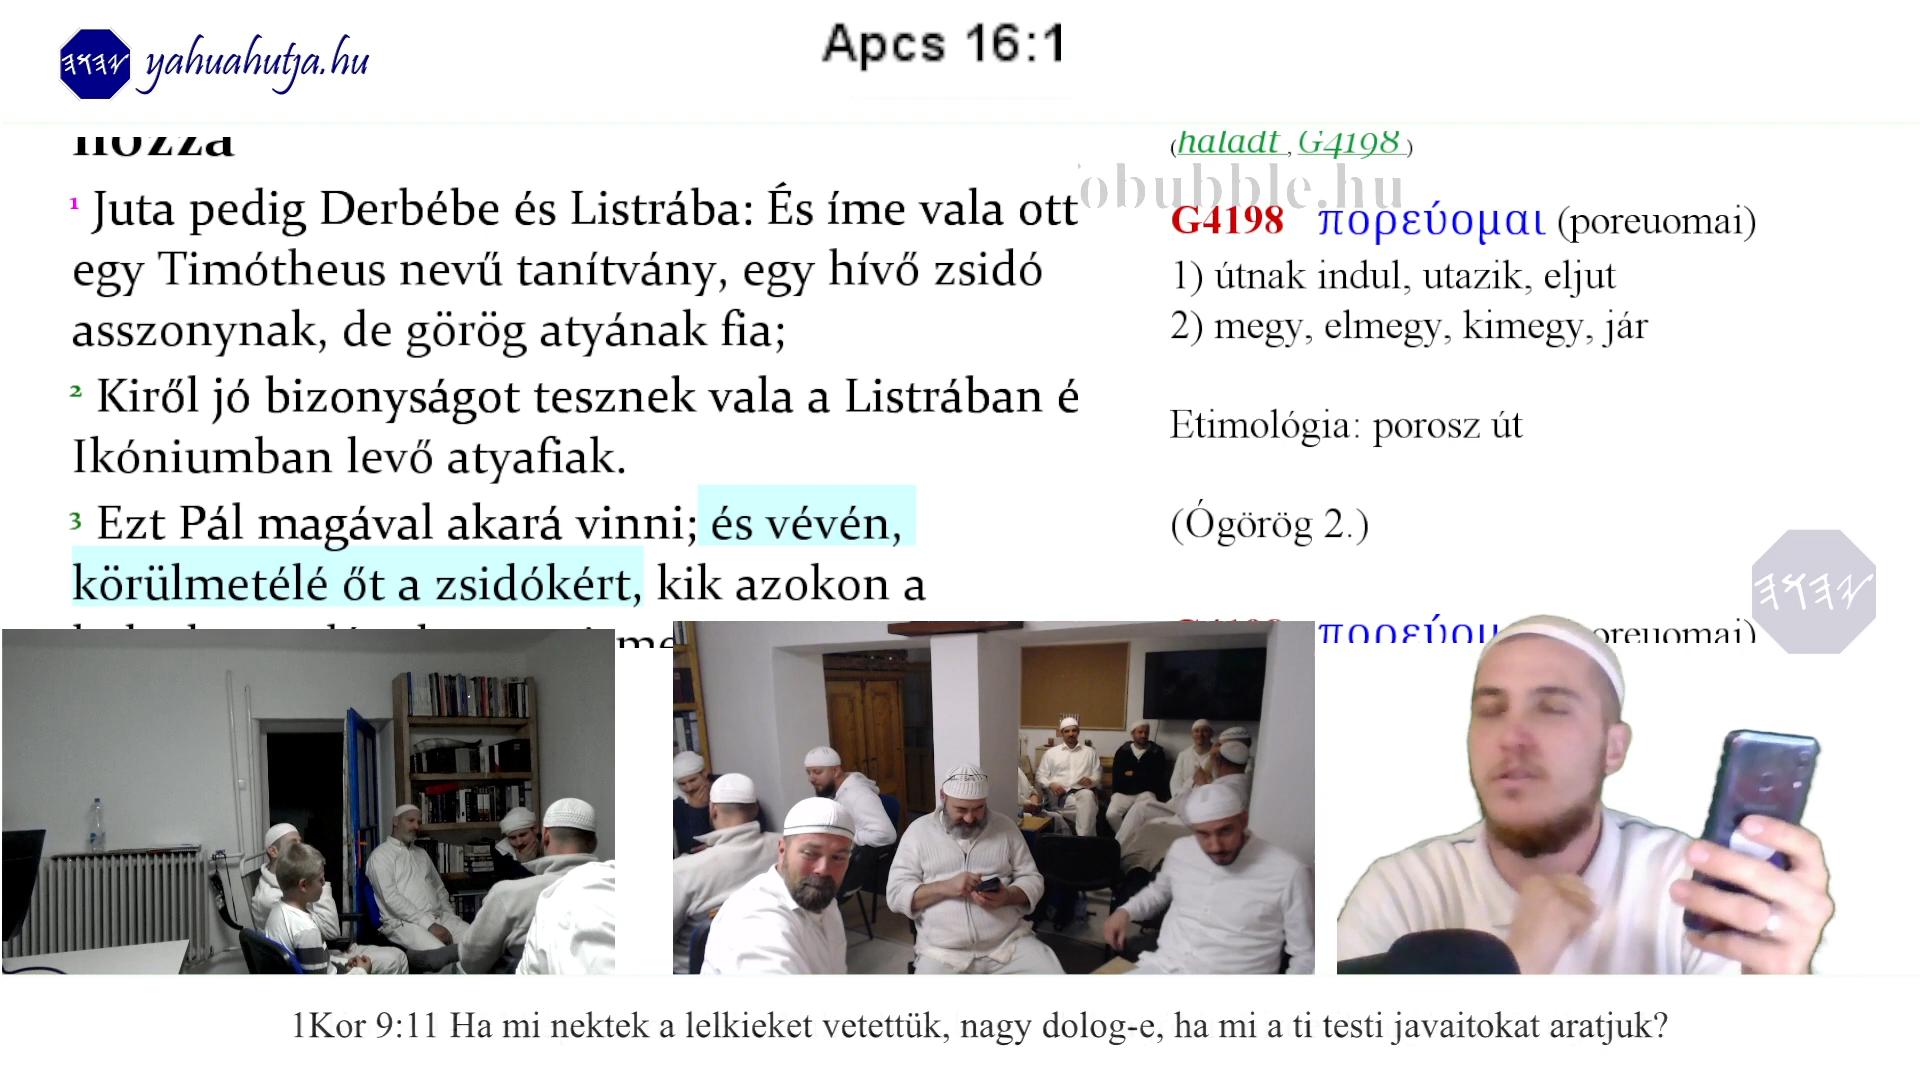 yahuahutja.hu
Apcs 16:1
hozzá
1 Juta pedig Derbébe és Listrába: És íme vala ott
egy Timótheus nevű tanítvány, egy hívő zsidó
asszonynak, de görög atyának fia;
2 Kiről jó bizonyságot tesznek vala a Listrában é
Ikóniumban levő atyafiak.
3 Ezt Pál magával akará vinni; és vévén,
körülmetélé őt a zsidókért, kik azokon a
(haladt , G4198 )
obubble.hu
G4198 πορεύομαι (poreuomai)
1) útnak indul, utazik, eljut
2) megy, elmegy, kimegy, jár
Etimológia: porosz út
(Ógörög 2.)
1Kor 9:11 Ha mi nektek a lelkieket vetettük, nagy dolog-e, ha mi a ti testi javaitokat aratjuk?